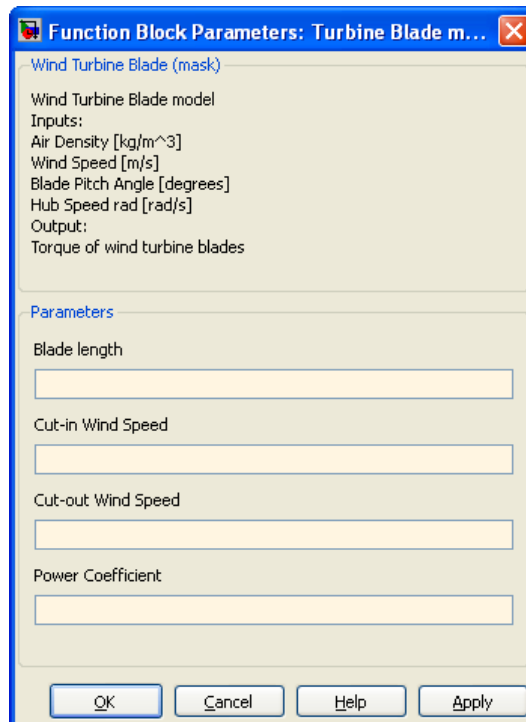 Function Block Parameters: Turbine Blade m...
Wind Turbine Blade (mask)
Wind Turbine Blade model
Inputs:
Air Density [kg/m^3]
Wind Speed [m/s]
Blade Pitch Angle [degrees]
Hub Speed rad [rad/s]
Output:
Torque of wind turbine blades
Parameters
Blade length
Cut-in Wind Speed
Cut-out Wind Speed
Power Coefficient
OK Cancel Help Apply